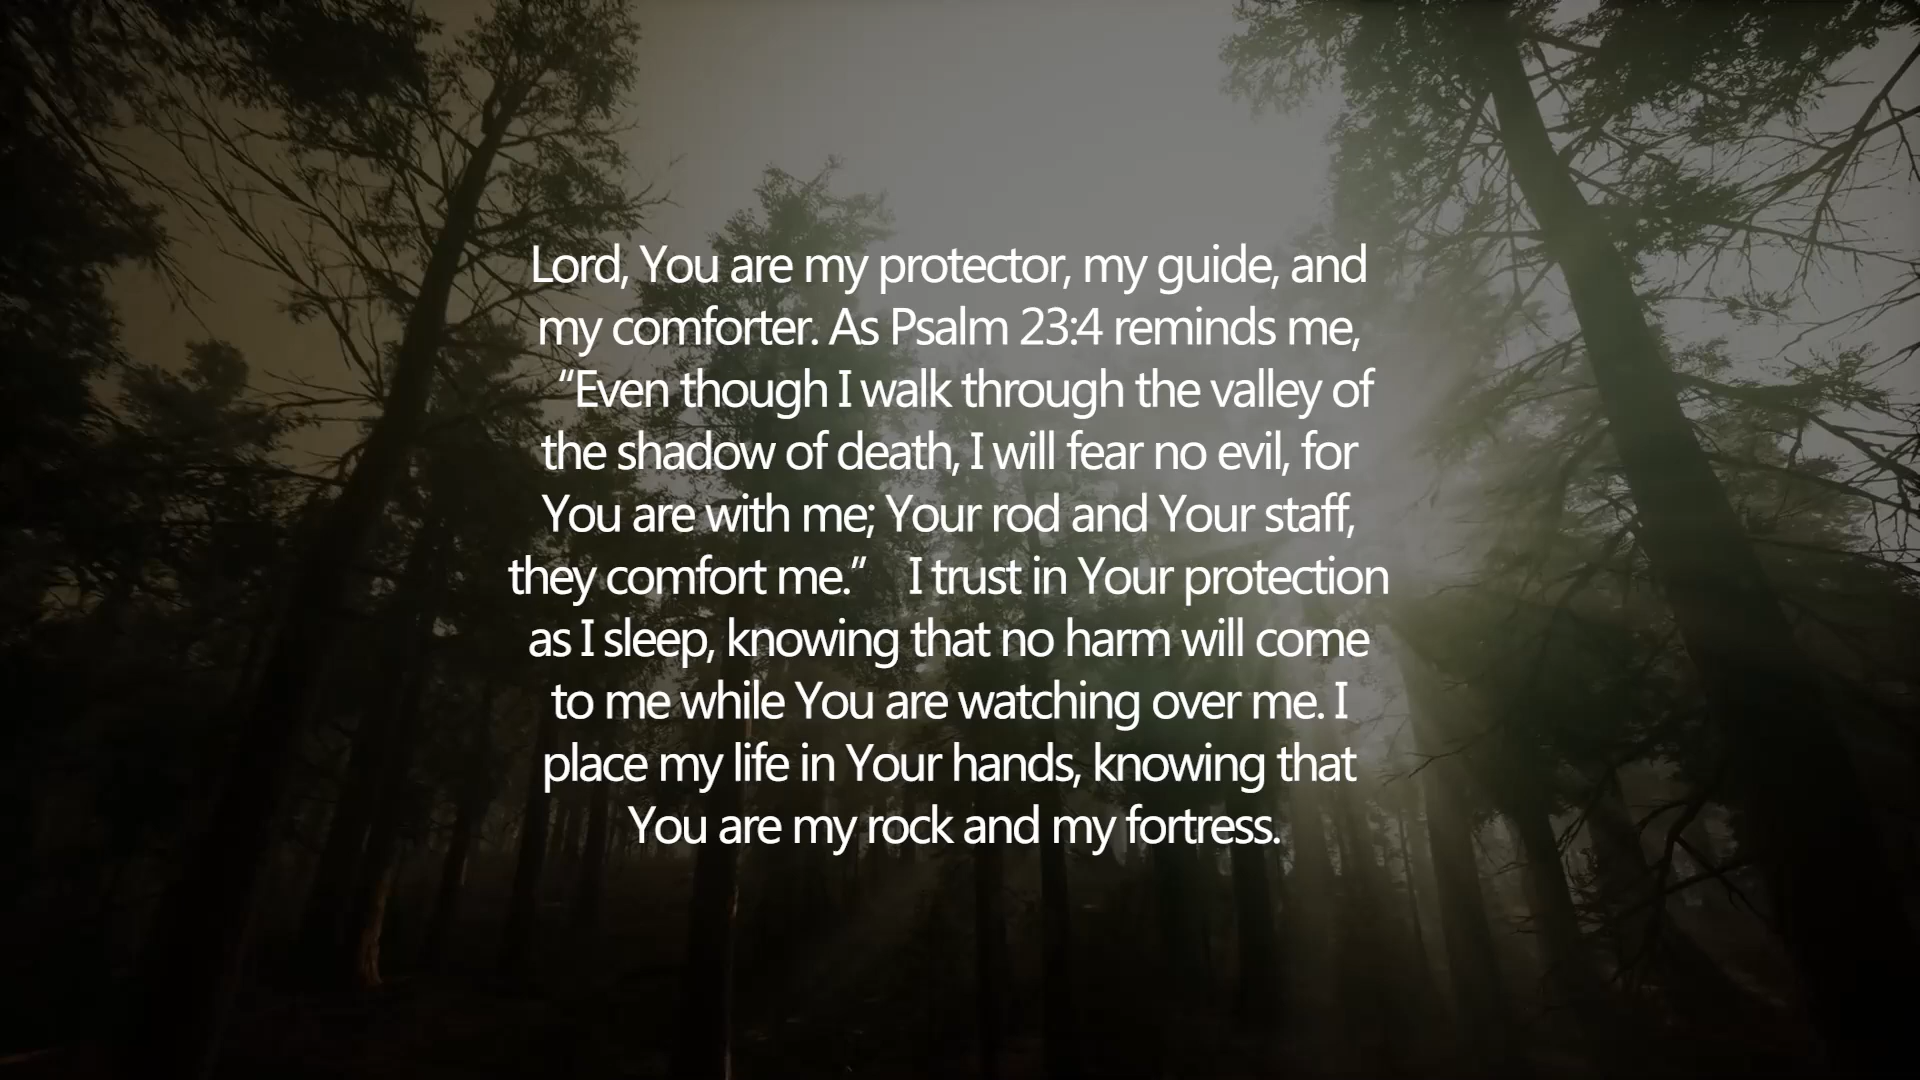 Lord, You are my protector, my guide, and
my comforter. As Psalm 23:4 reminds me,
“Even though I walk through the valley of
the shadow of death, I will fear no evil, for
You are with me; Your rod and Your staff,
they comfort me.” I trust in Your protection
as I sleep, knowing that no harm will come
to me while You are watching over me. I
place my life in Your hands, knowing that
You are my rock and my fortress.